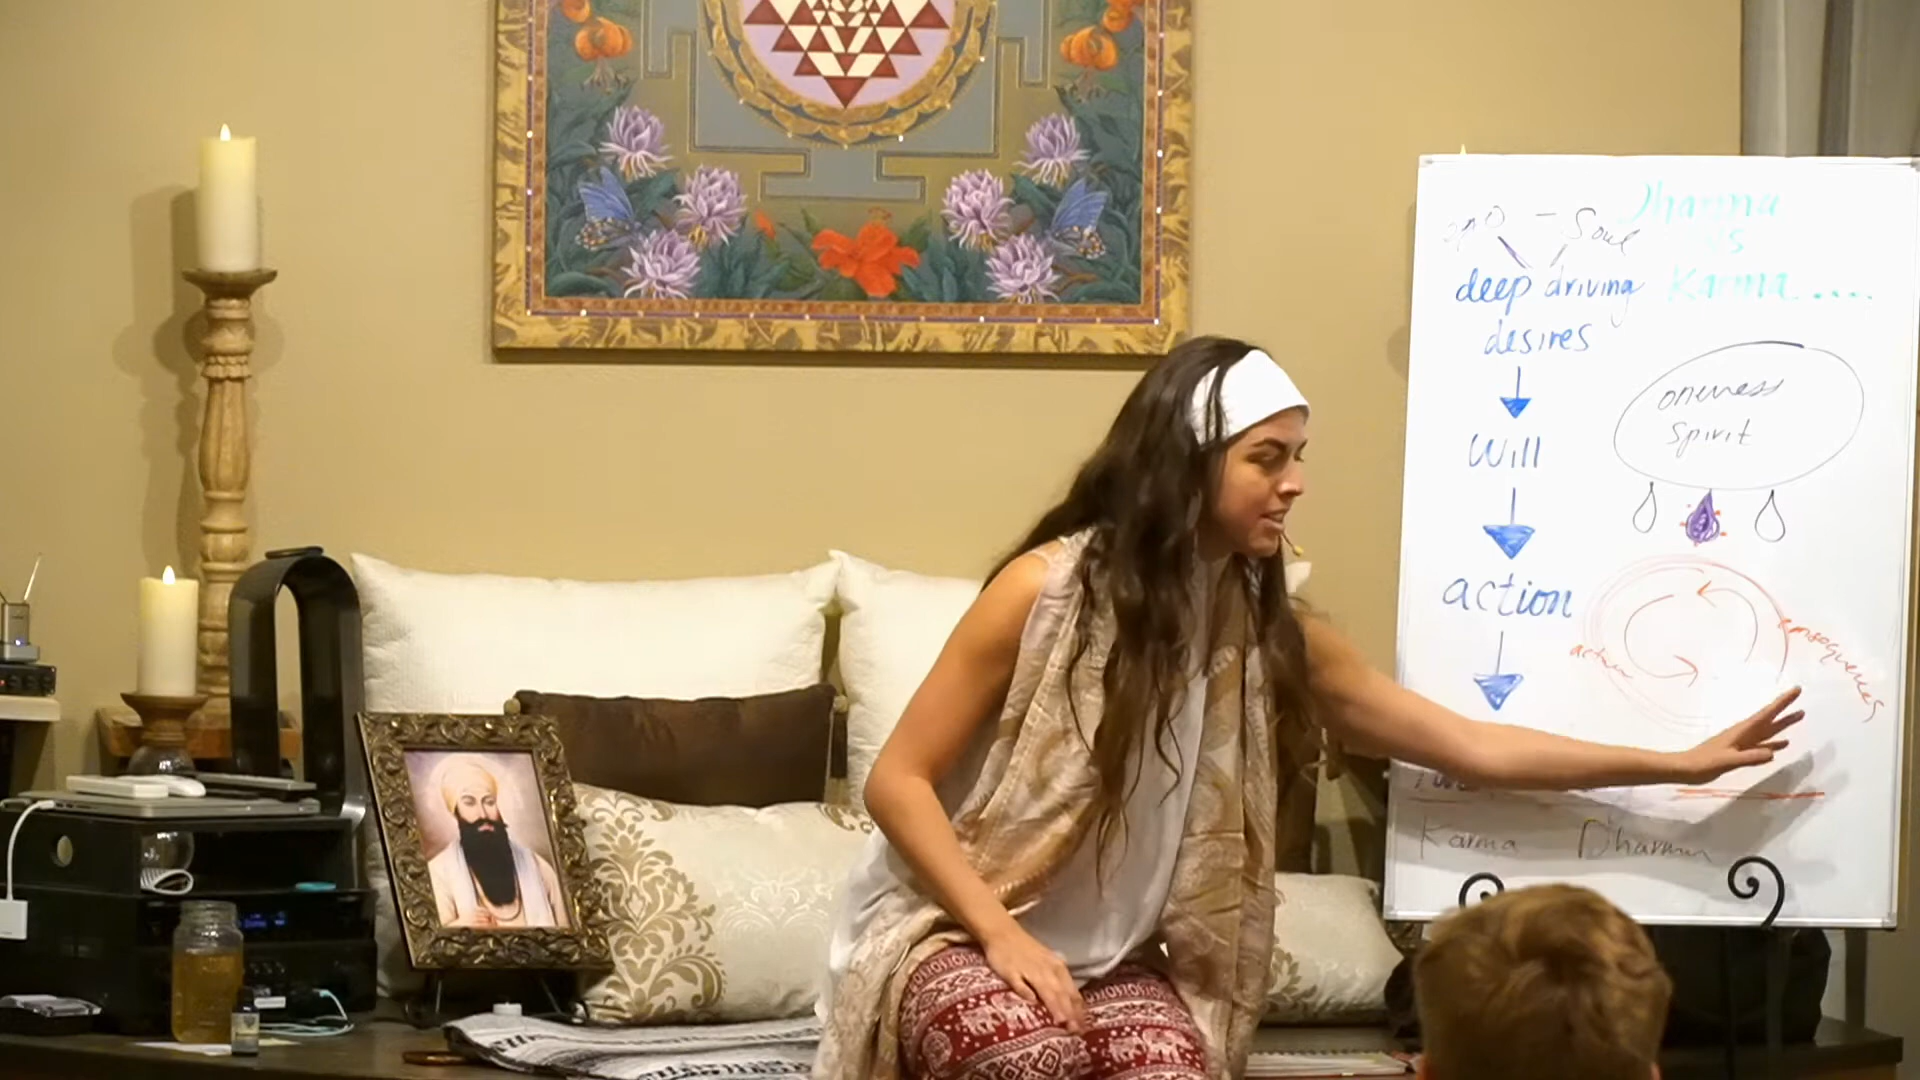 Dharma
vs
Karma....
ego - Soul
deep driving
desires
Will
action
oneness
spirit
action
consequences
Karma Dharma